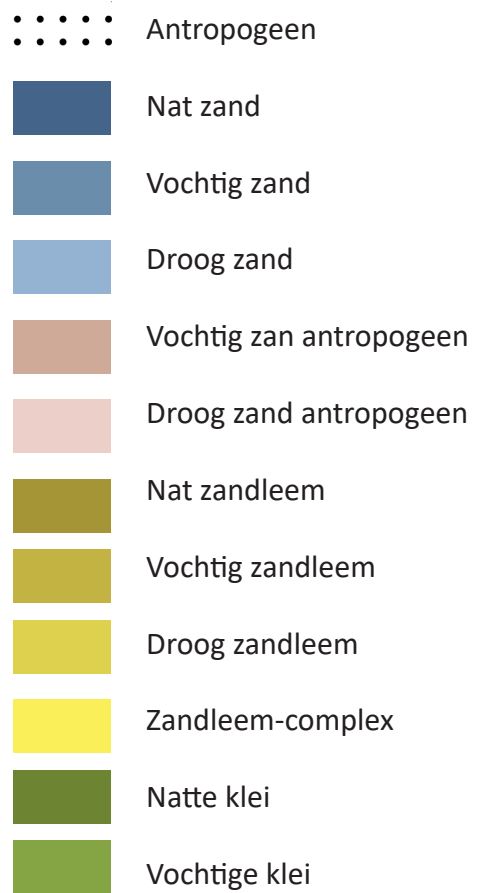 Antropogeen
Nat zand
Vochtig zand
Droog zand
Vochtig zan antropogeen
Droog zand antropogeen
Nat zandleem
Vochtig zandleem
Droog zandleem
Zandleem-complex
Natte klei
Vochtige klei